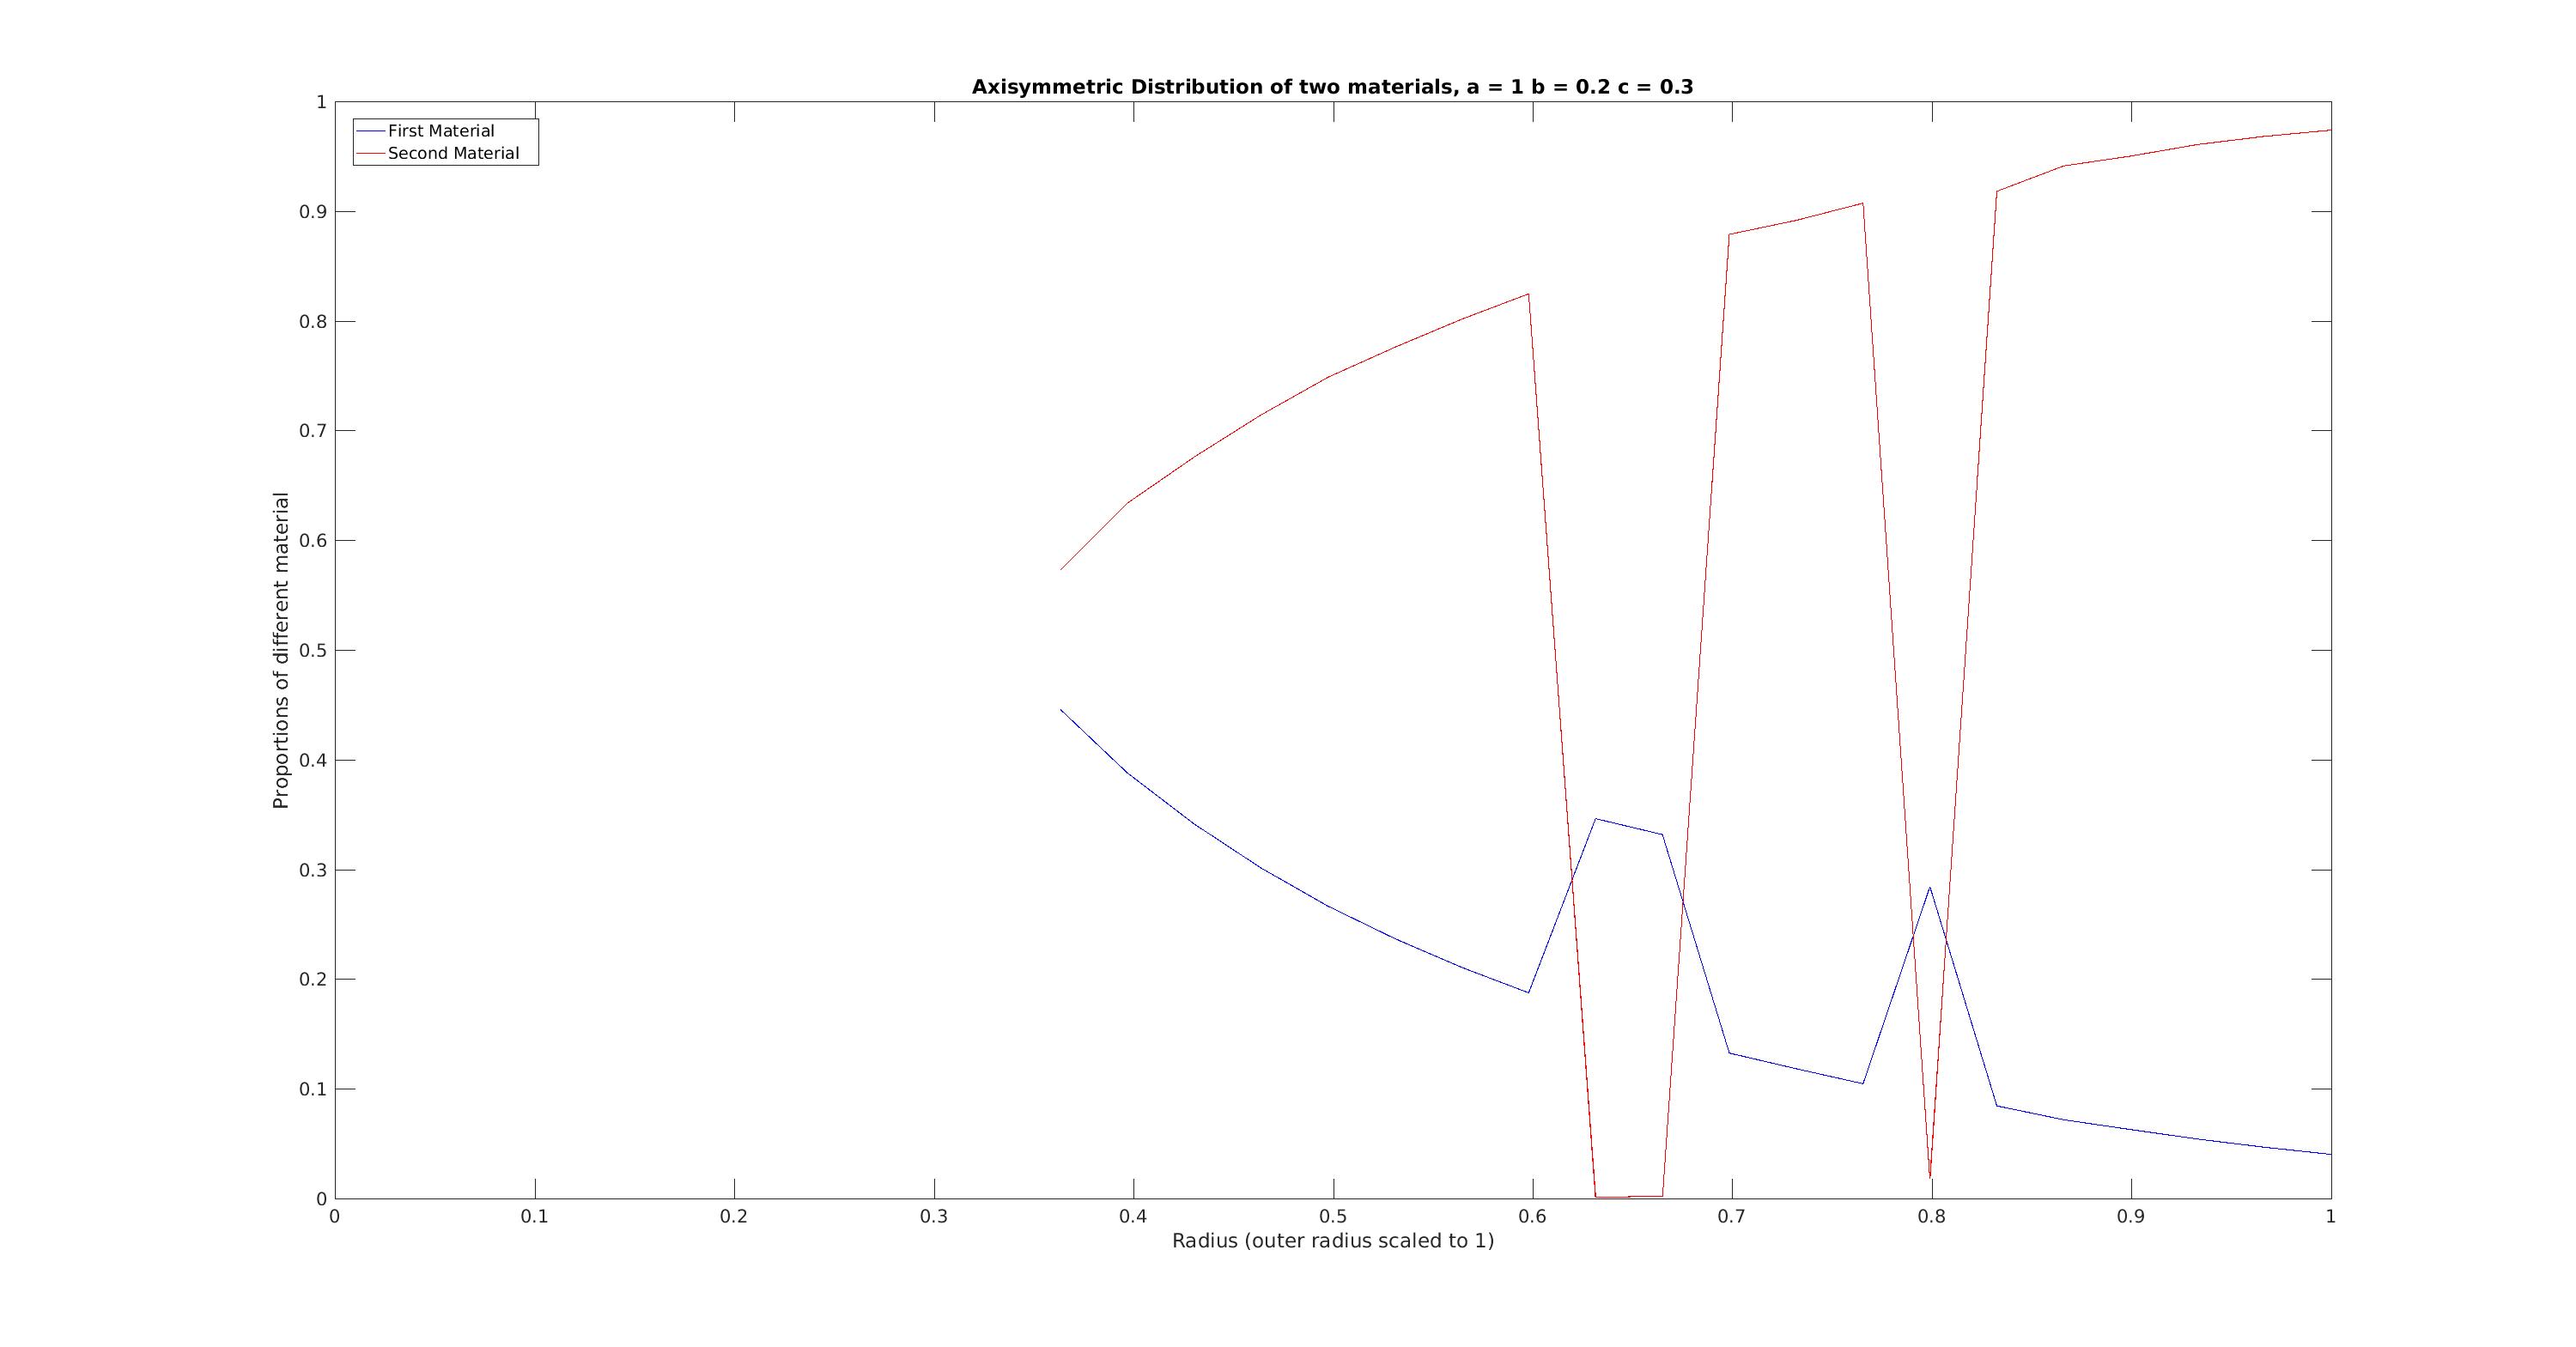 Axisymmetric Distribution of two materials, a = 1 b = 0.2 c = 0.3
First Material
Second Material
Proportions of different material
1
0.9
0.8
0.7
0.6
0.5
0.4
0.3
0.2
0.1
0
0 0.1 0.2 0.3 0.4 0.5 0.6 0.7 0.8 0.9 1
Radius (outer radius scaled to 1)